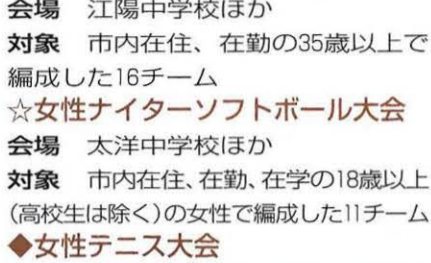 会場　江陽中学校ほか
対象　市内在住、在勤の35歳以上で
編成した16チーム
☆女性ナイターソフトボール大会
会場　太洋中学校ほか
対象　市内在住、在勤、在学の18歳以上
(高校生は除く)の女性で編成した11チーム
◆女性テニス大会